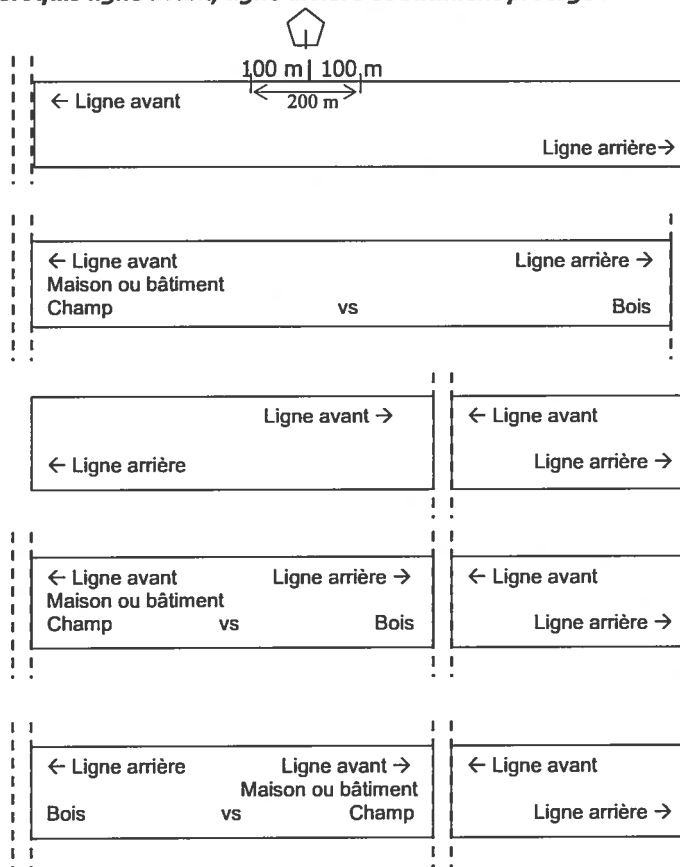 100 m 100 m
← Ligne avant 200 m
Ligne arrière→
← Ligne avant Ligne arrière →
Maison ou bâtiment
Champ vs Bois
Ligne avant → ← Ligne avant
← Ligne arrière Ligne arrière →
← Ligne avant Ligne arrière → ← Ligne avant
Maison ou bâtiment
Champ vs Bois Ligne arrière →
← Ligne arrière Ligne avant → ← Ligne avant
Maison ou bâtiment
Bois vs Champ Ligne arrière →